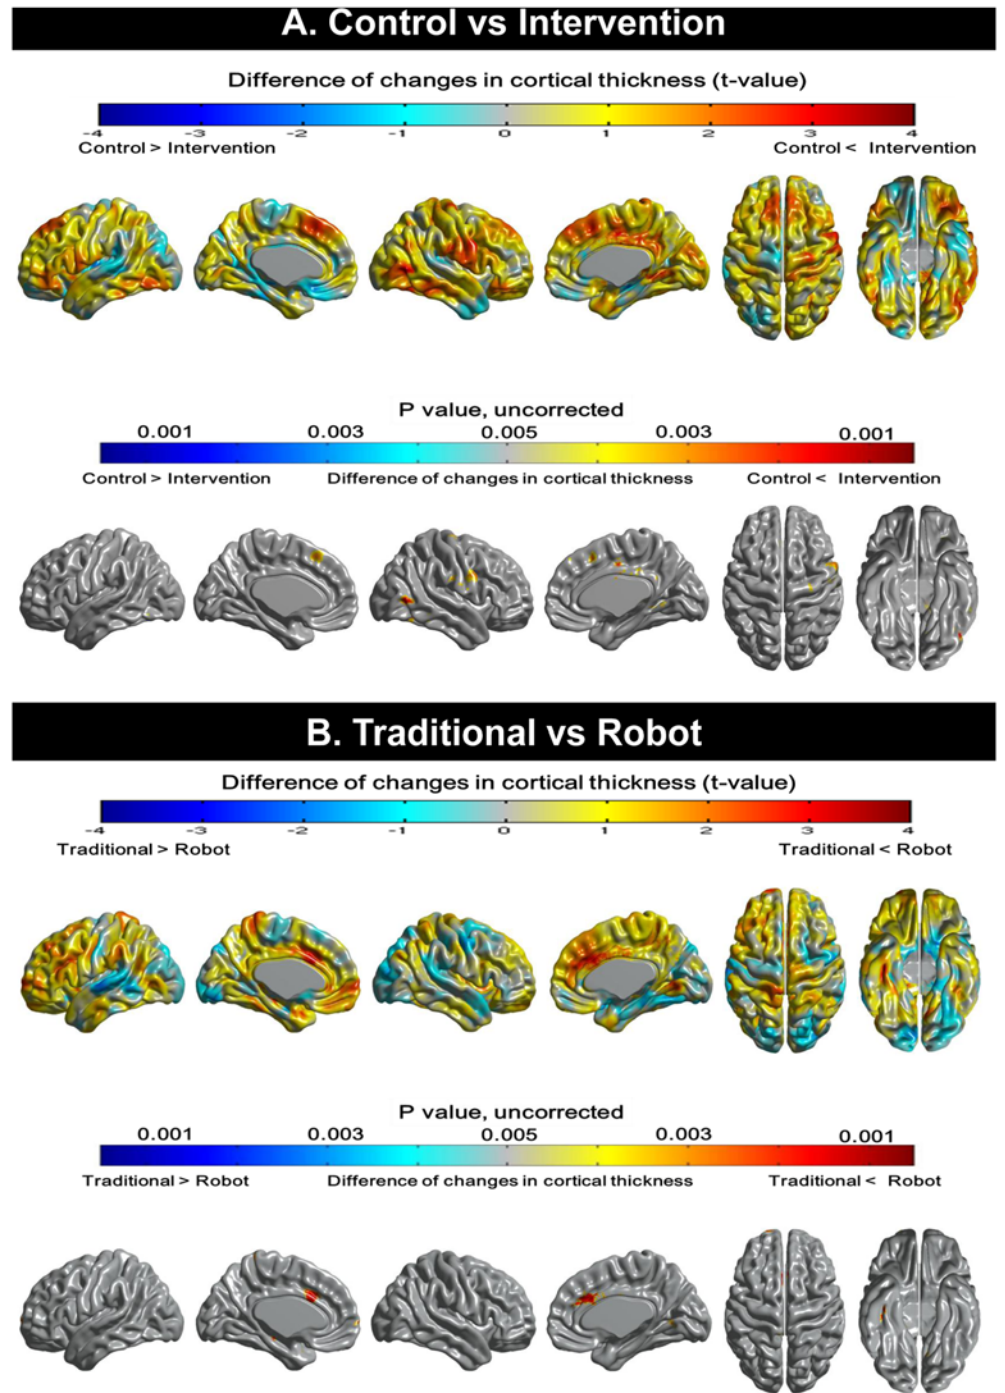 A. Control vs Intervention
Difference of changes in cortical thickness (t-value)
-4 -3 -2 -1 0 1 2 3 4
Control > Intervention Control < Intervention
P value, uncorrected
0.001 0.003 0.005 0.003 0.001
Control > Intervention Difference of changes in cortical thickness Control < Intervention
B. Traditional vs Robot
Difference of changes in cortical thickness (t-value)
-4 -3 -2 -1 0 1 2 3 4
Traditional > Robot Traditional < Robot
P value, uncorrected
0.001 0.003 0.005 0.003 0.001
Traditional > Robot Difference of changes in cortical thickness Traditional < Robot